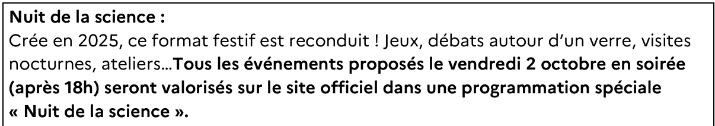 Nuit de la science :
Crée en 2025, ce format festif est reconduit ! Jeux, débats autour d’un verre, visites
nocturnes, ateliers…Tous les événements proposés le vendredi 2 octobre en soirée
(après 18h) seront valorisés sur le site officiel dans une programmation spéciale
« Nuit de la science ».